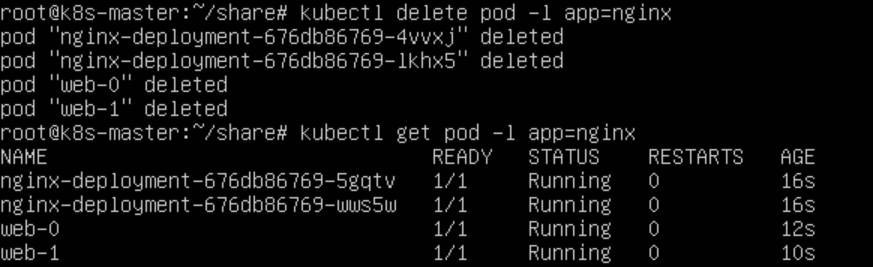 root@k8s-master:~/share# kubectl delete pod -l app=nginx
pod "nginx-deployment-676db86769-4vvxj" deleted
pod "nginx-deployment-676db86769-lkhx5" deleted
pod "web-0" deleted
pod "web-1" deleted
root@k8s-master:~/share# kubectl get pod -l app=nginx
NAME READY STATUS RESTARTS AGE
nginx-deployment-676db86769-5gqtv 1/1 Running 0 16s
nginx-deployment-676db86769-wws5w 1/1 Running 0 16s
web-0 1/1 Running 0 12s
web-1 1/1 Running 0 10s